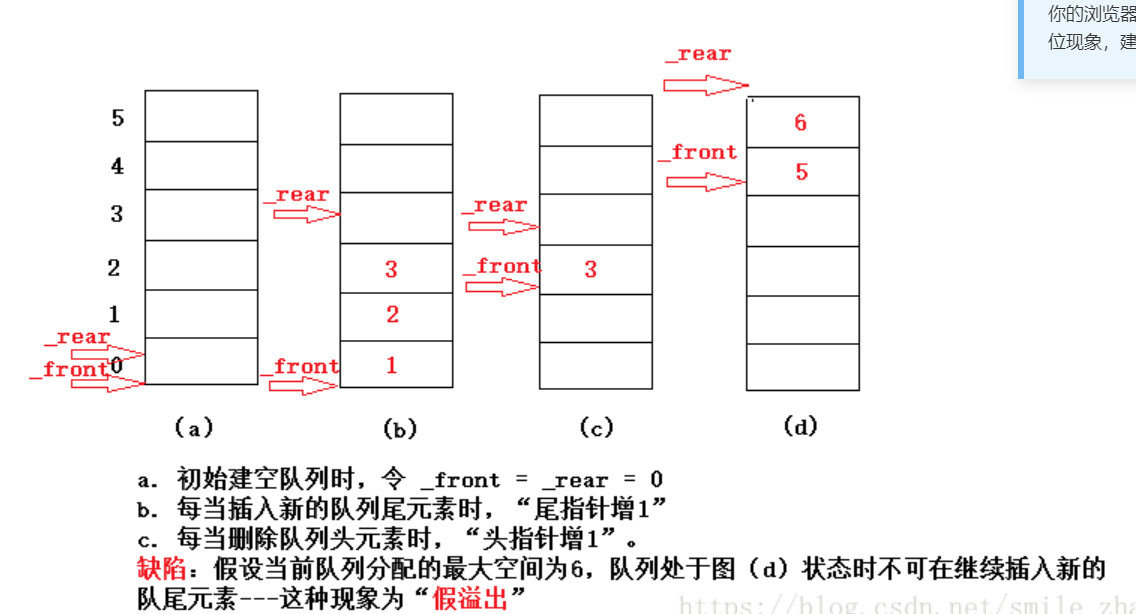 你的浏览器
位现象，建
_rear
5
6
4
_front
5
3
_rear
_rear
2
3
_front
3
1
2
_rear
0
_front
_front
1
(a)
(b)
(c)
(d)
a. 初始建空队列时，令 _front = _rear = 0
b. 每当插入新的队列尾元素时，“尾指针增1”
c. 每当删除队列头元素时，“头指针增1”。
缺陷：假设当前队列分配的最大空间为6，队列处于图（d）状态时不可在继续插入新的
队尾元素---这种现象为“假溢出”
https://blog.csdn.net/smile_zha